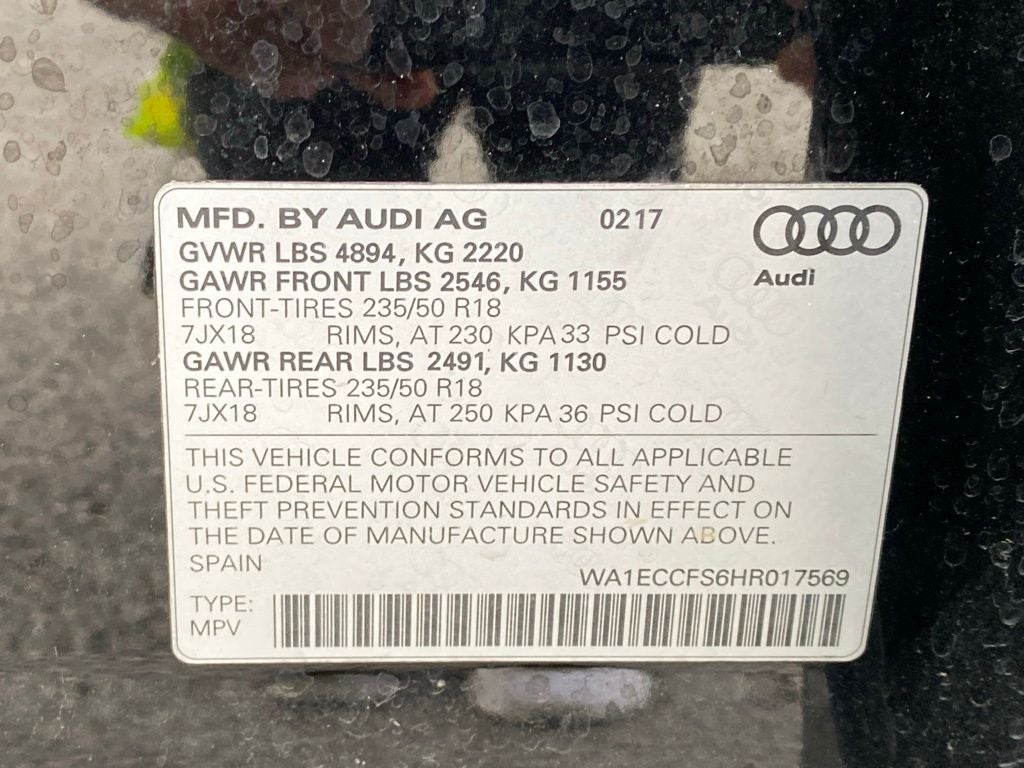 MFD. BY AUDI AG 0217
Audi
GVWR LBS 4894, KG 2220
GAWR FRONT LBS 2546, KG 1155
FRONT-TIRES 235/50 R18
7JX18 RIMS, AT 230 KPA 33 PSI COLD
GAWR REAR LBS 2491, KG 1130
REAR-TIRES 235/50 R18
7JX18 RIMS, AT 250 KPA 36 PSI COLD
THIS VEHICLE CONFORMS TO ALL APPLICABLE
U.S. FEDERAL MOTOR VEHICLE SAFETY AND
THEFT PREVENTION STANDARDS IN EFFECT ON
THE DATE OF MANUFACTURE SHOWN ABOVE.
SPAIN
WA1ECCFS6HR017569
TYPE:
MPV